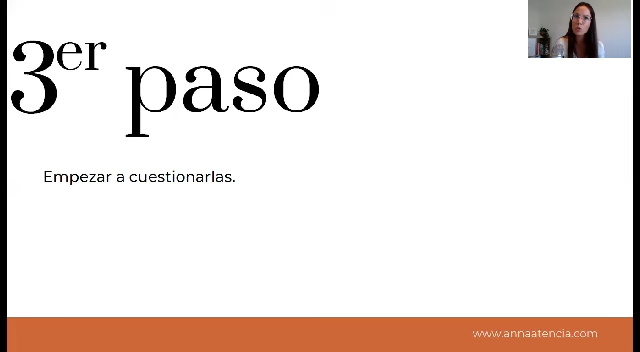 3er paso
Empezar a cuestionarlas.
www.annaatencia.com